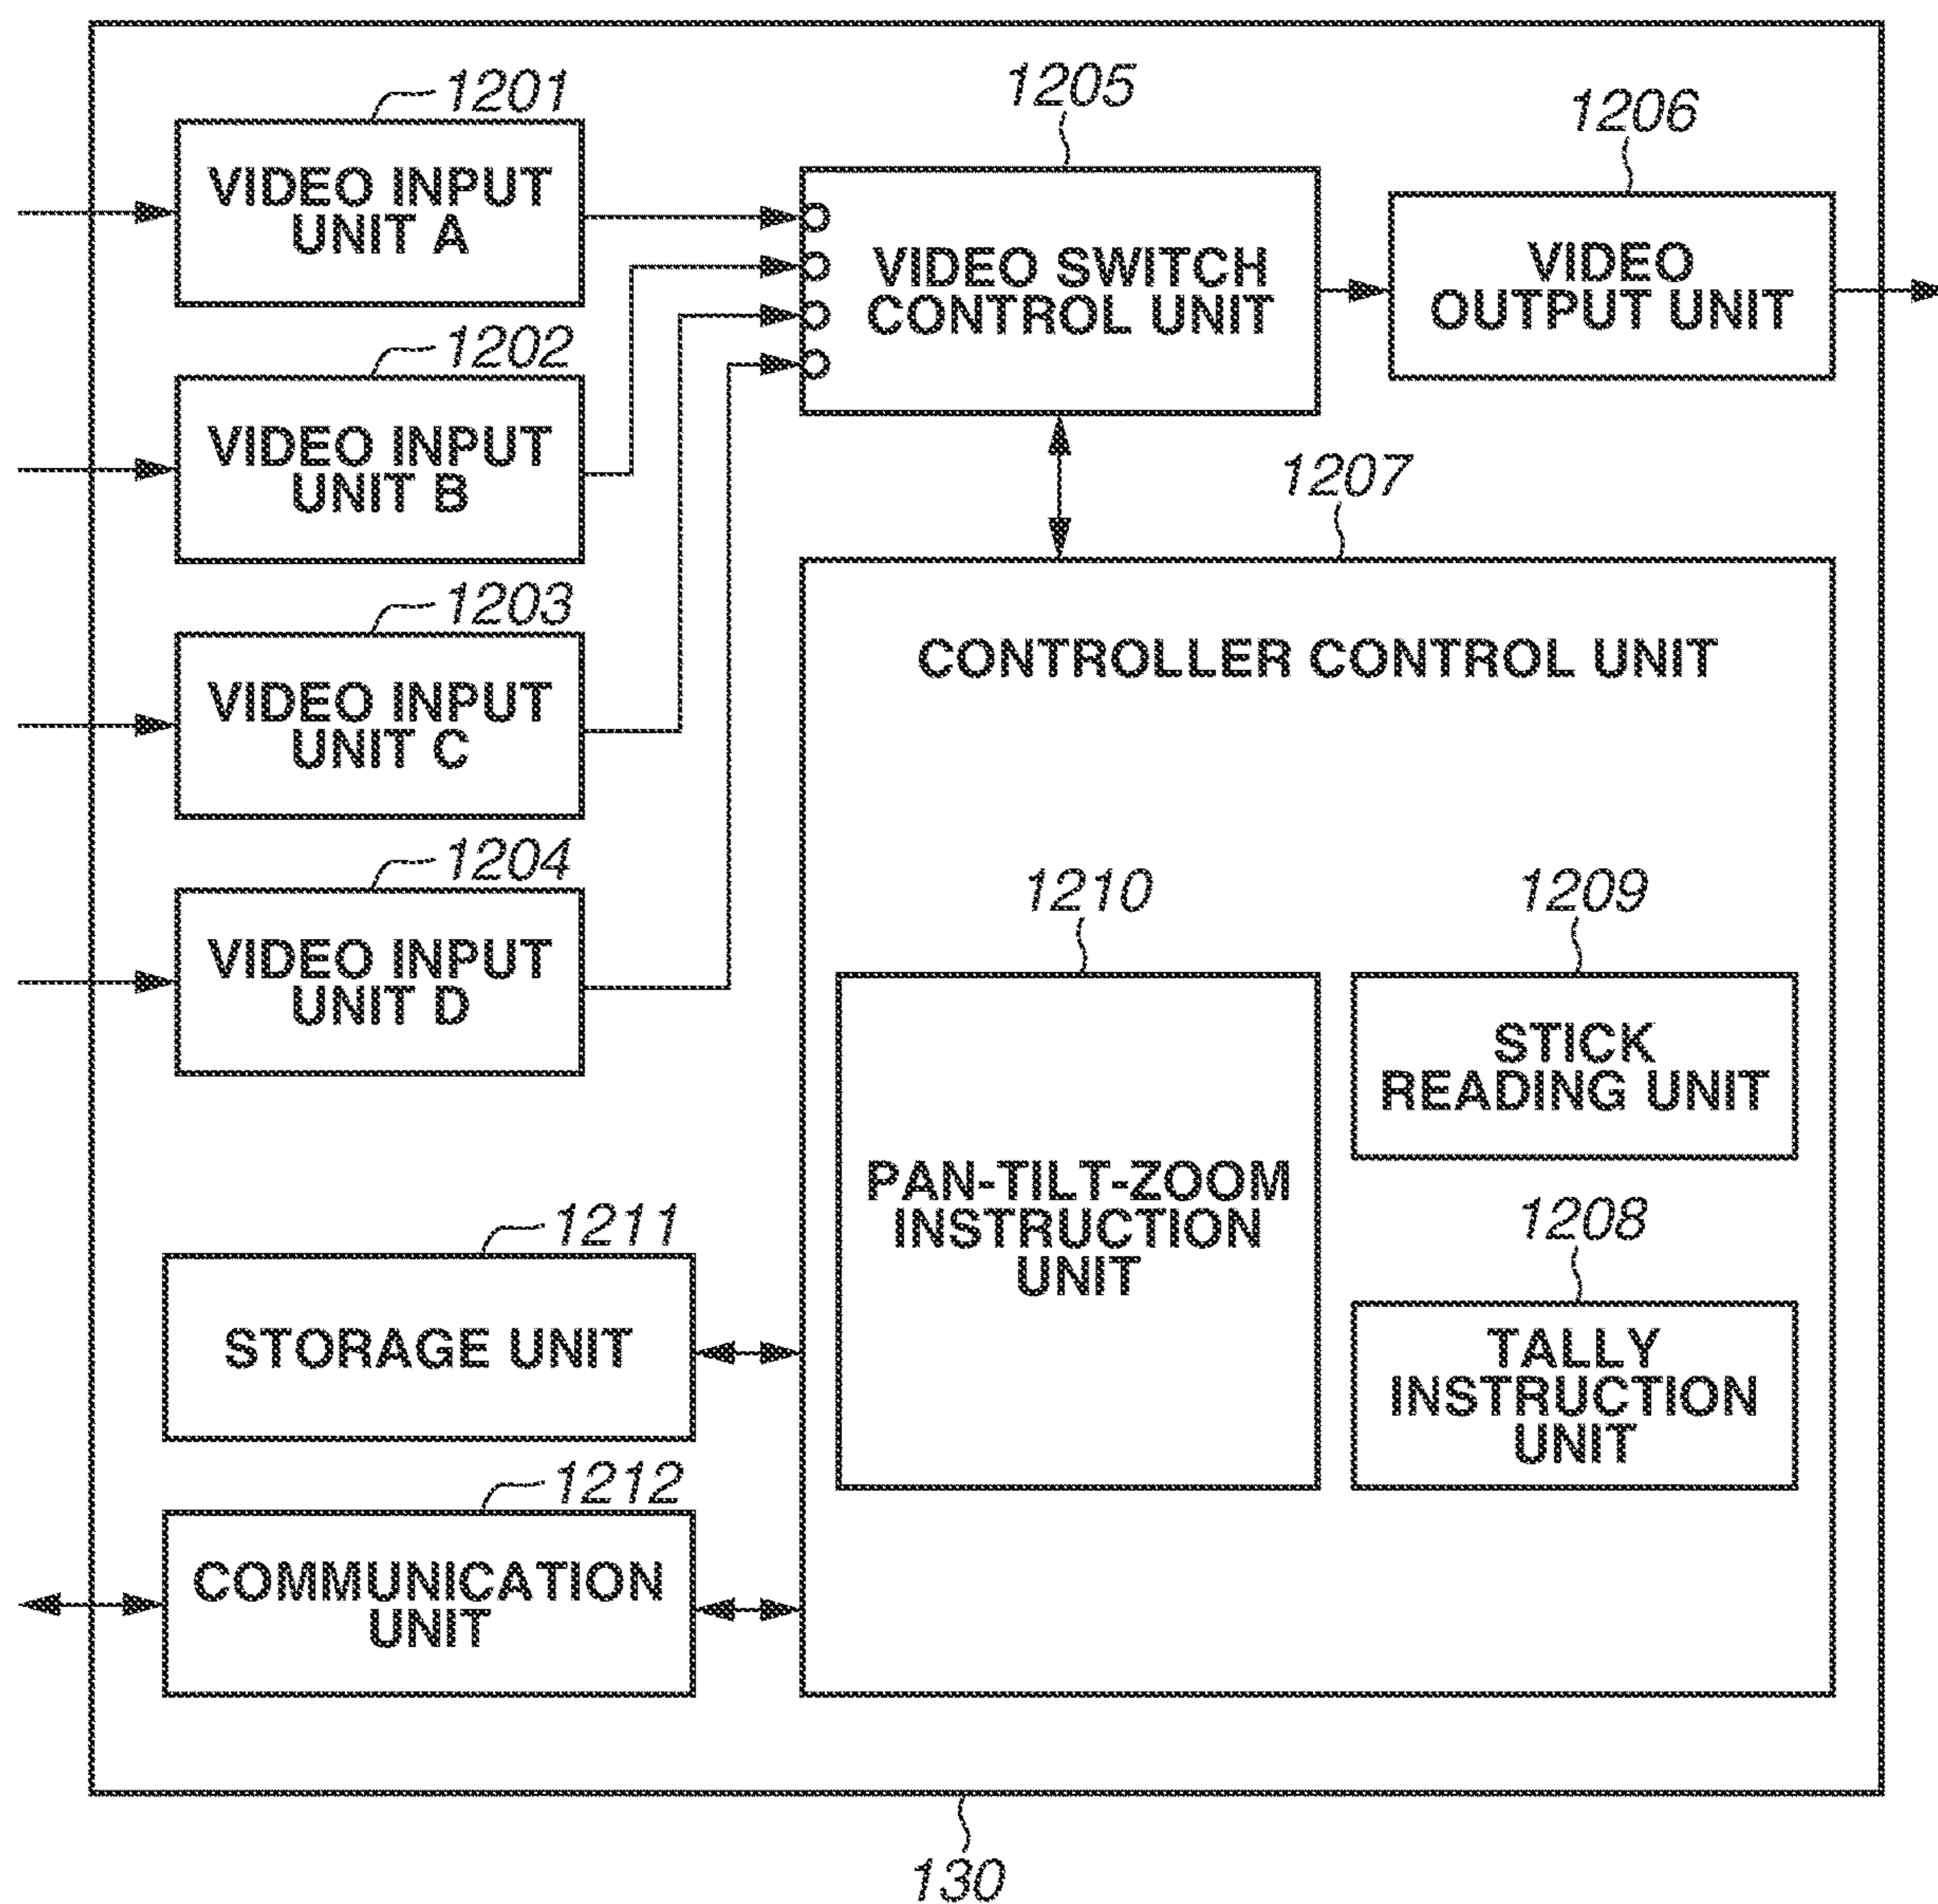 1201
VIDEO INPUT
UNIT A
1202
VIDEO INPUT
UNIT B
1203
VIDEO INPUT
UNIT C
1204
VIDEO INPUT
UNIT D
1205
VIDEO SWITCH
CONTROL UNIT
1206
VIDEO
OUTPUT UNIT
1207
CONTROLLER CONTROL UNIT
1210
PAN-TILT-ZOOM
INSTRUCTION
UNIT
1209
STICK
READING UNIT
1208
TALLY
INSTRUCTION
UNIT
1211
STORAGE UNIT
1212
COMMUNICATION
UNIT
130